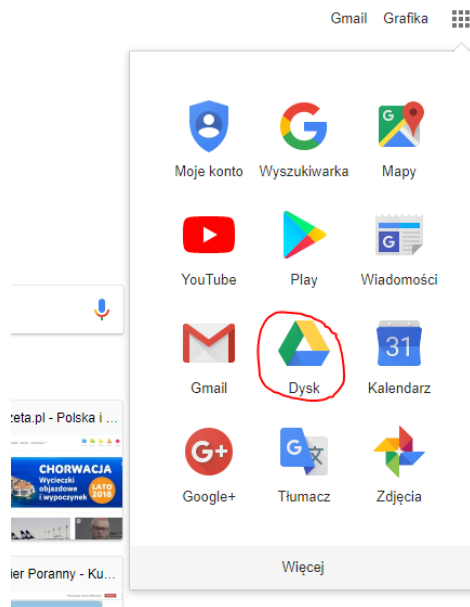 Gmail Grafika
Moje konto Wyszukiwarka Mapy
YouTube Play Wiadomości
31
Gmail Dysk Kalendarz
G+
Google+ Tłumacz Zdjęcia
Więcej
zeta.pl - Polska i ...
CHORWACJA
Wycieczki
objazdowe
i wypoczynek
LATO
2018
ier Poranny - Ku...